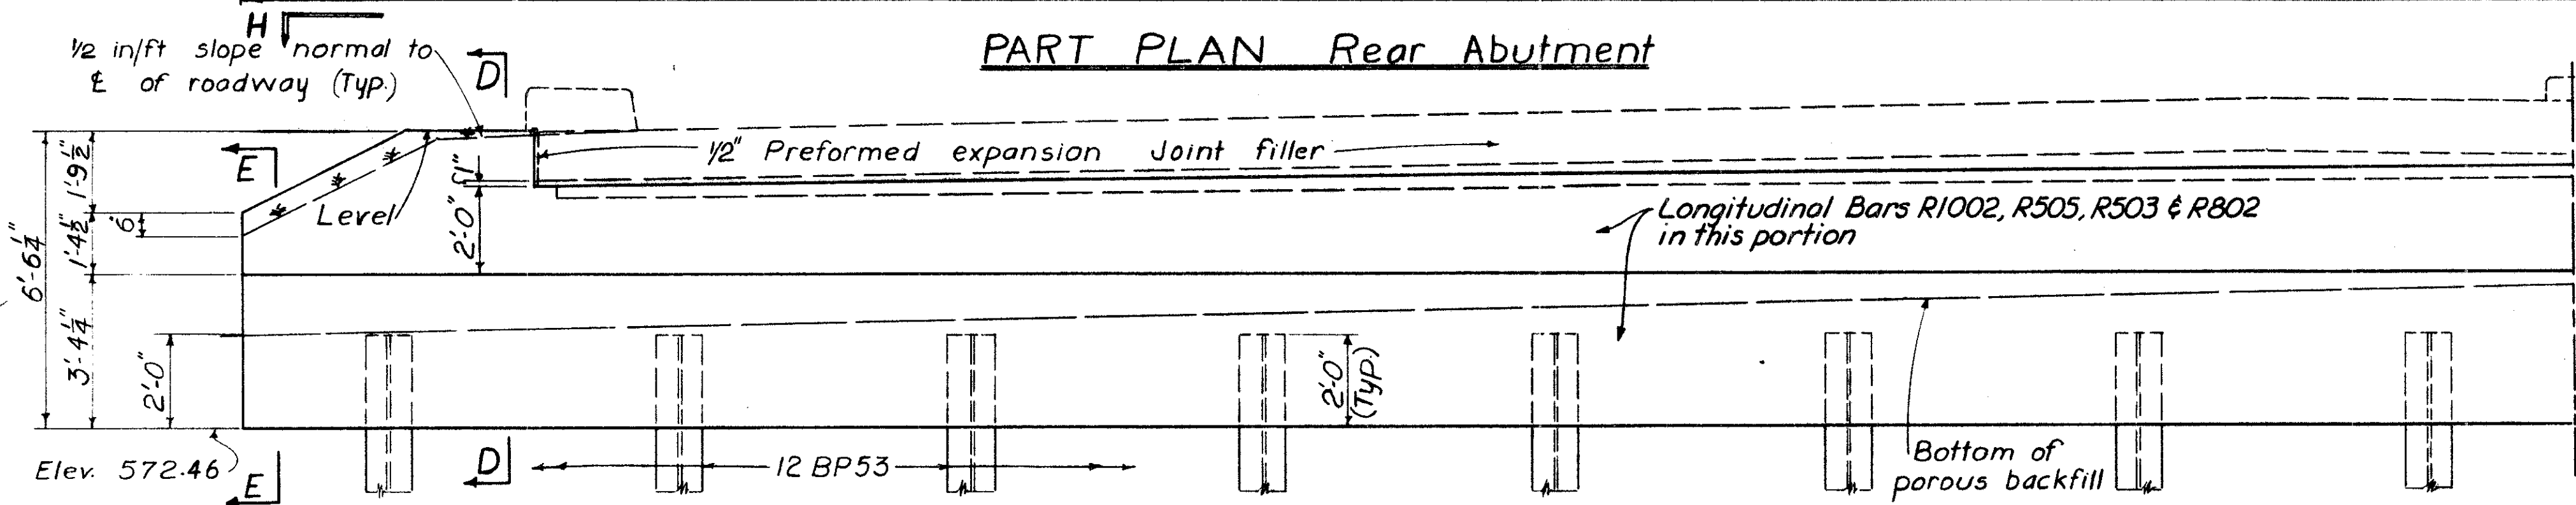 H
PART PLAN Rear Abutment
1/2 in/ft slope normal to
℄ of roadway (Typ.)
D
E
1/2" Preformed expansion Joint filler
1'-9 1/2"
1"
6"
Level
2'-0"
Longitudinal Bars R1002, R505, R503 & R802
in this portion
1'-4 1/2"
6'-6 1/4"
3'-4 1/4"
2'-0"
2'-0"
(Typ.)
Elev. 572.46
E
D
12 BP53
Bottom of
porous backfill